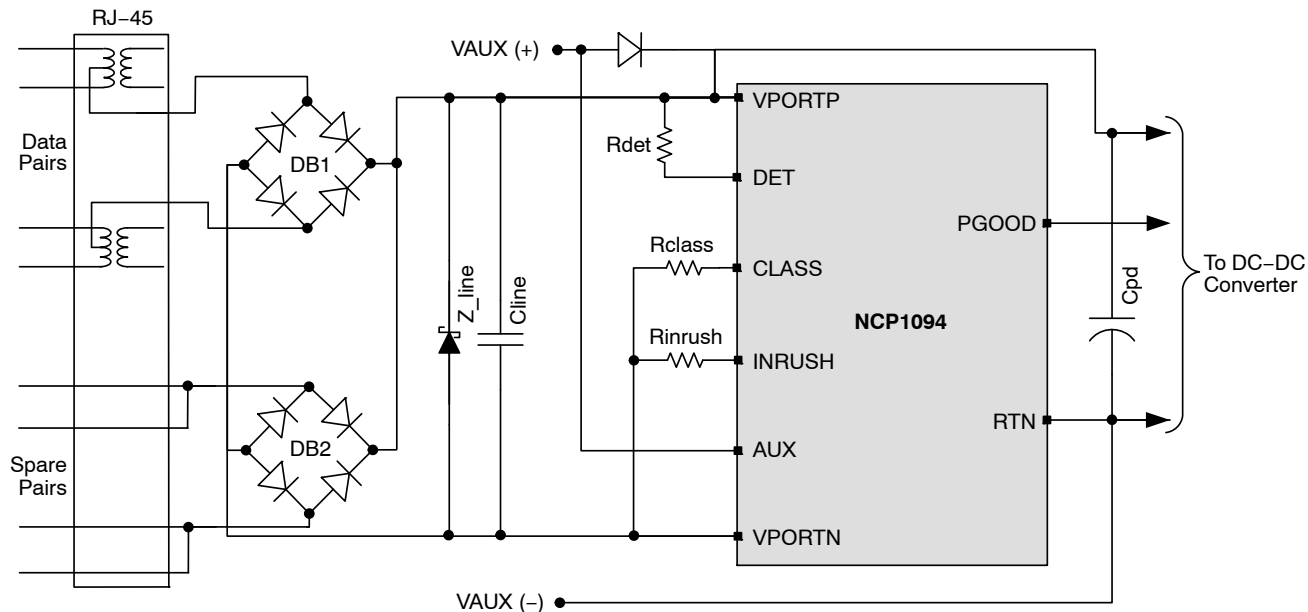 RJ−45
VAUX (+)
VPORTP
Data
Pairs
DB1
Rdet
DET
PGOOD
Rclass
CLASS
To DC−DC
Converter
Z_line
Cline
Cpd
NCP1094
Rinrush
INRUSH
RTN
DB2
AUX
Spare
Pairs
VPORTN
VAUX (−)